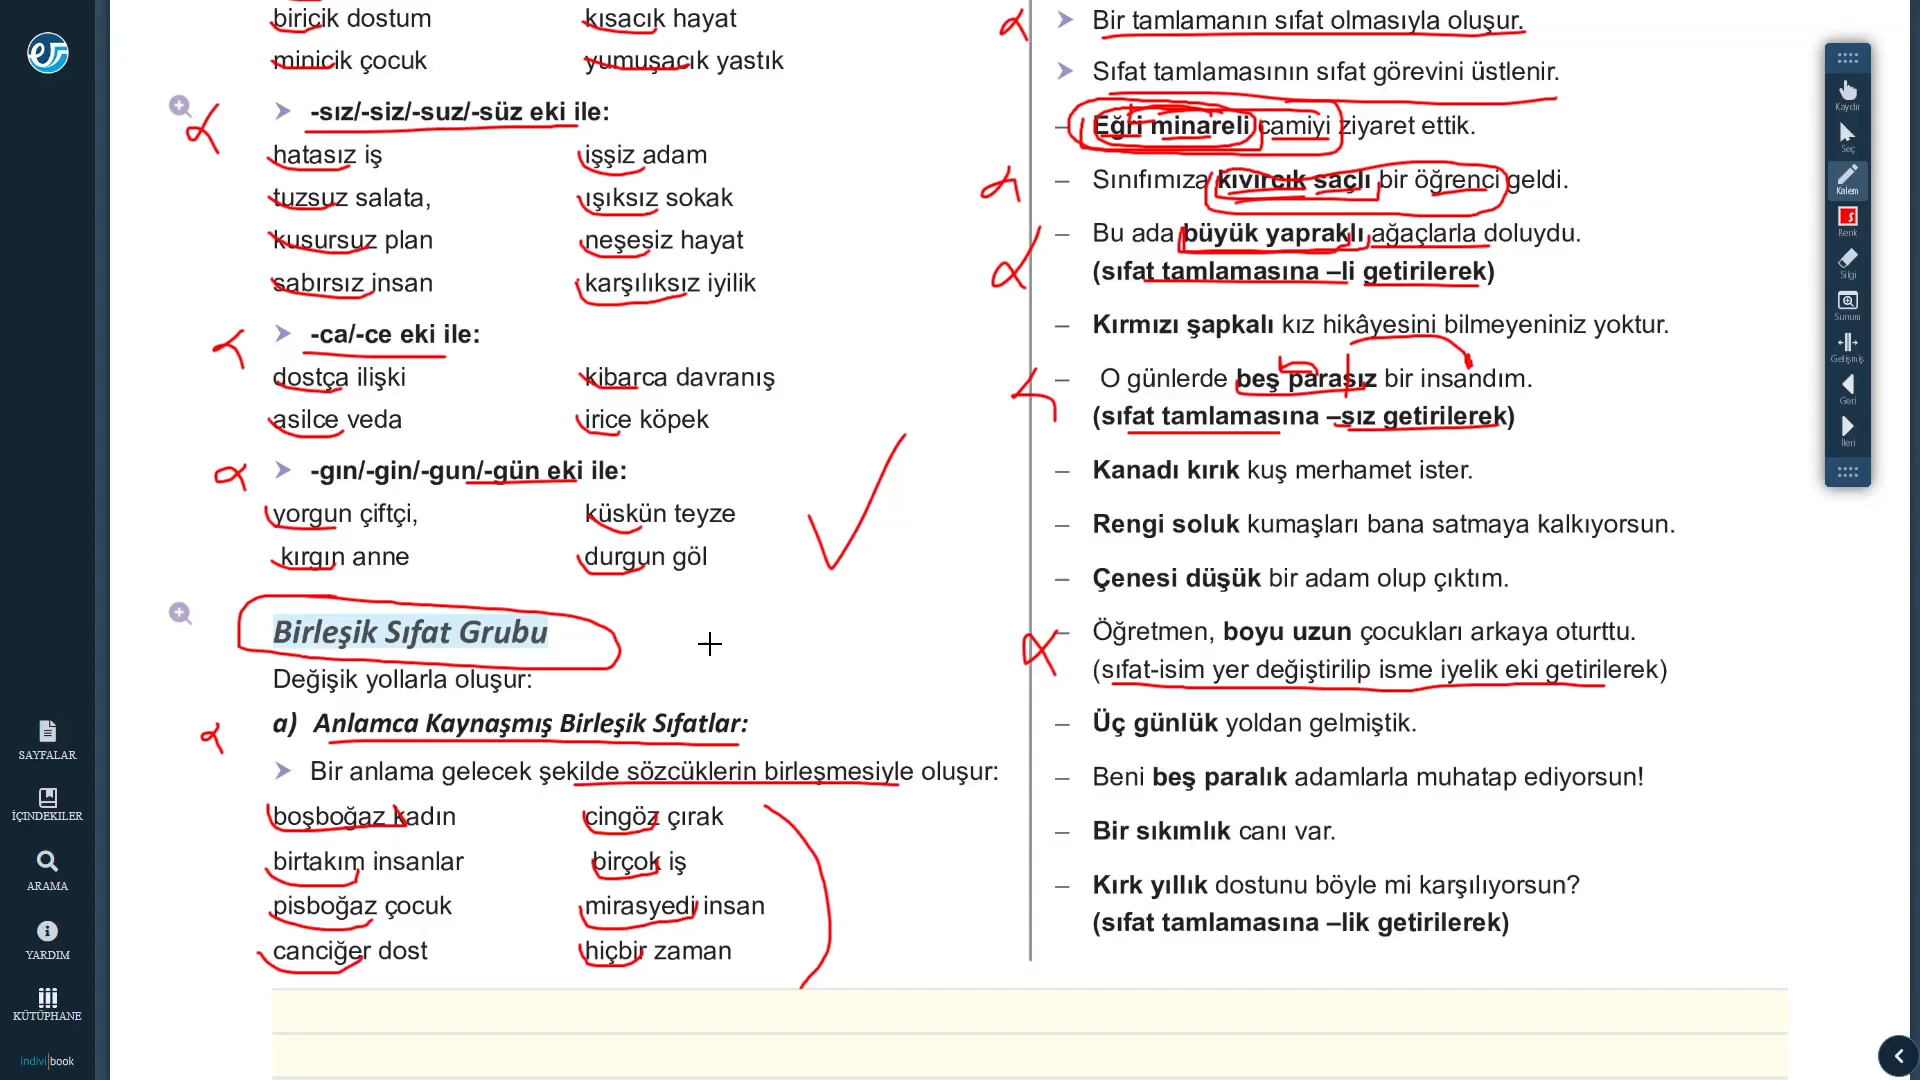 biricik dostum
kısacık hayat
minicik çocuk
yumuşacık yastık
-sız/-siz/-suz/-süz eki ile:
hatasız iş
işşiz adam
tuzsuz salata,
ışıksız sokak
kusursuz plan
neşesiz hayat
sabırsız insan
karşılıksız iyilik
-ca/-ce eki ile:
dostça ilişki
kibarca davranış
asilce veda
irice köpek
-gın/-gin/-gun/-gün eki ile:
yorgun çiftçi,
küskün teyze
kırgın anne
durgun göl
Birleşik Sıfat Grubu
Değişik yollarla oluşur:
a) Anlamca Kaynaşmış Birleşik Sıfatlar:
Bir anlama gelecek şekilde sözcüklerin birleşmesiyle oluşur:
boşboğaz kadın
cingöz çırak
birtakım insanlar
birçok iş
pisboğaz çocuk
mirasyedi insan
canciğer dost
hiçbir zaman
Bir tamlamanın sıfat olmasıyla oluşur.
Sıfat tamlamasının sıfat görevini üstlenir.
– Eğri minareli camiyi ziyaret ettik.
– Sınıfımıza kıvırcık saçlı bir öğrenci geldi.
– Bu ada büyük yapraklı ağaçlarla doluydu.
(sıfat tamlamasına –li getirilerek)
– Kırmızı şapkalı kız hikâyesini bilmeyeniniz yoktur.
– O günlerde beş parasız bir insandım.
(sıfat tamlamasına –sız getirilerek)
– Kanadı kırık kuş merhamet ister.
– Rengi soluk kumaşları bana satmaya kalkıyorsun.
– Çenesi düşük bir adam olup çıktım.
– Öğretmen, boyu uzun çocukları arkaya oturttu.
(sıfat-isim yer değiştirilip isme iyelik eki getirilerek)
– Üç günlük yoldan gelmiştik.
– Beni beş paralık adamlarla muhatap ediyorsun!
– Bir sıkımlık canı var.
– Kırk yıllık dostunu böyle mi karşılıyorsun?
(sıfat tamlamasına –lik getirilerek)
SAYFALAR
İÇİNDEKİLER
ARAMA
YARDIM
KÜTÜPHANE
indivibook
Kaydır
Seç
Kalem
Renk
Silgi
Sunum
Gelişmiş
Geri
İleri